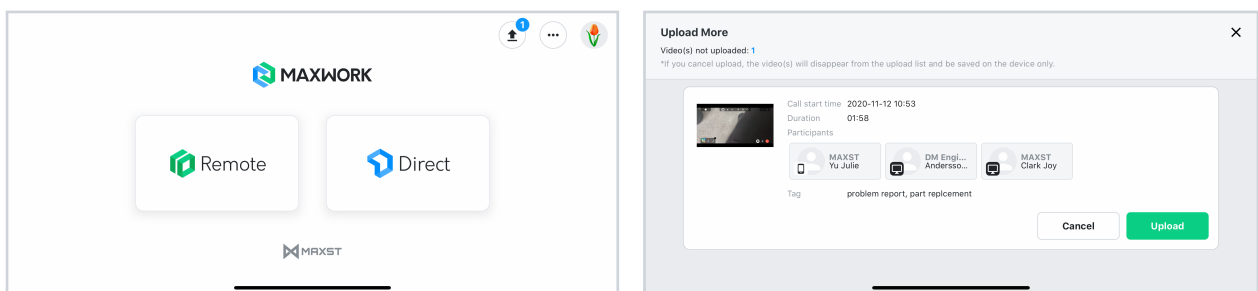 1
MAXWORK
Remote
Direct
MAXST
Upload More
Video(s) not uploaded: 1
*If you cancel upload, the video(s) will disappear from the upload list and be saved on the device only.
Call start time 2020-11-12 10:53
Duration 01:58
Participants
MAXST
Yu Julie
DM Engi...
Andersso...
MAXST
Clark Joy
Tag problem report, part replcement
Cancel
Upload